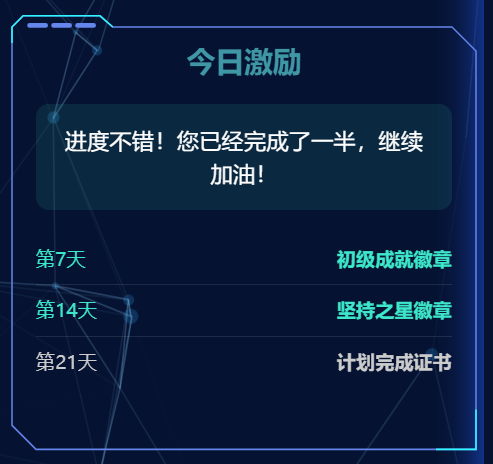 今日激励
进度不错！您已经完成了一半，继续
加油！
第7天 初级成就徽章
第14天 坚持之星徽章
第21天 计划完成证书